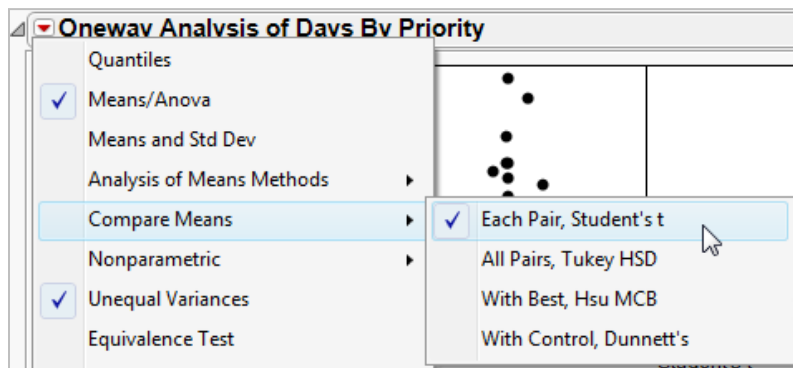 Oneway Analysis of Days By Priority
Quantiles
Means/Anova
Means and Std Dev
Analysis of Means Methods
Compare Means
Each Pair, Student's t
All Pairs, Tukey HSD
Nonparametric
With Best, Hsu MCB
Unequal Variances
With Control, Dunnett's
Equivalence Test